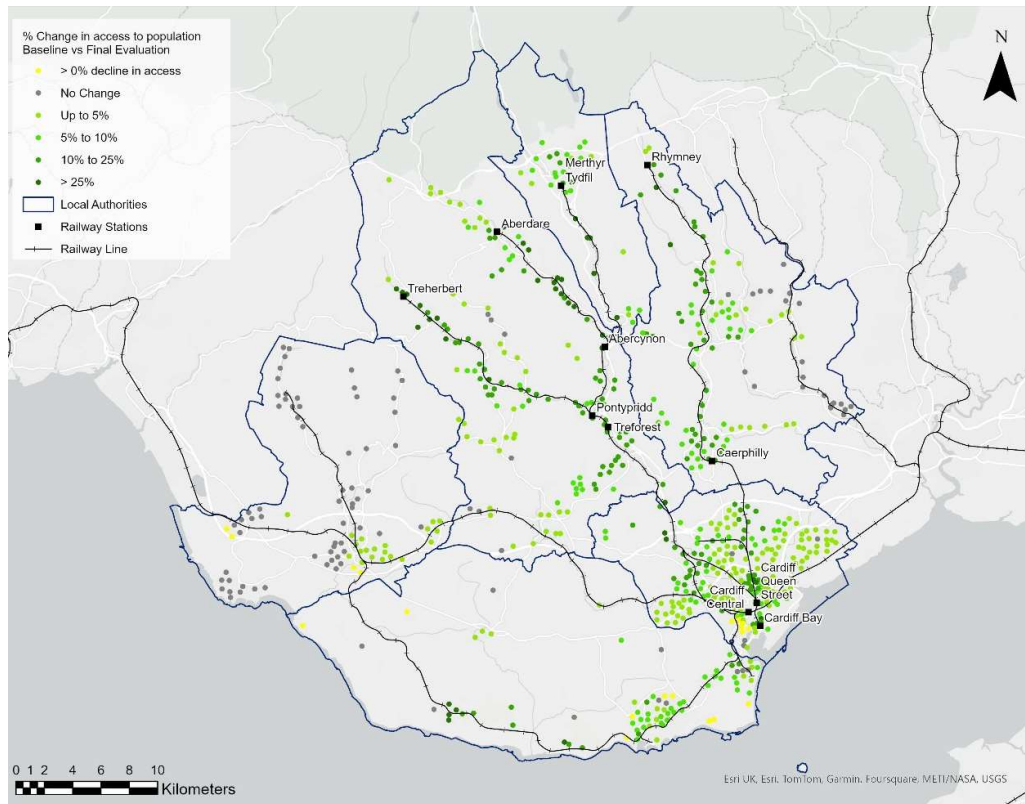 % Change in access to population
Baseline vs Final Evaluation
> 0% decline in access
No Change
Up to 5%
5% to 10%
10% to 25%
> 25%
Local Authorities
Railway Stations
Railway Line
N
Merthyr
Tydfil
Rhymney
Aberdare
Treherbert
Abercynon
Pontypridd
Treforest
Caerphilly
Cardiff
Queen
Street
Cardiff
Central
Cardiff Bay
0 1 2 4 6 8 10
Kilometers
Esri UK, Esri, TomTom, Garmin, Foursquare, METI/NASA, USGS